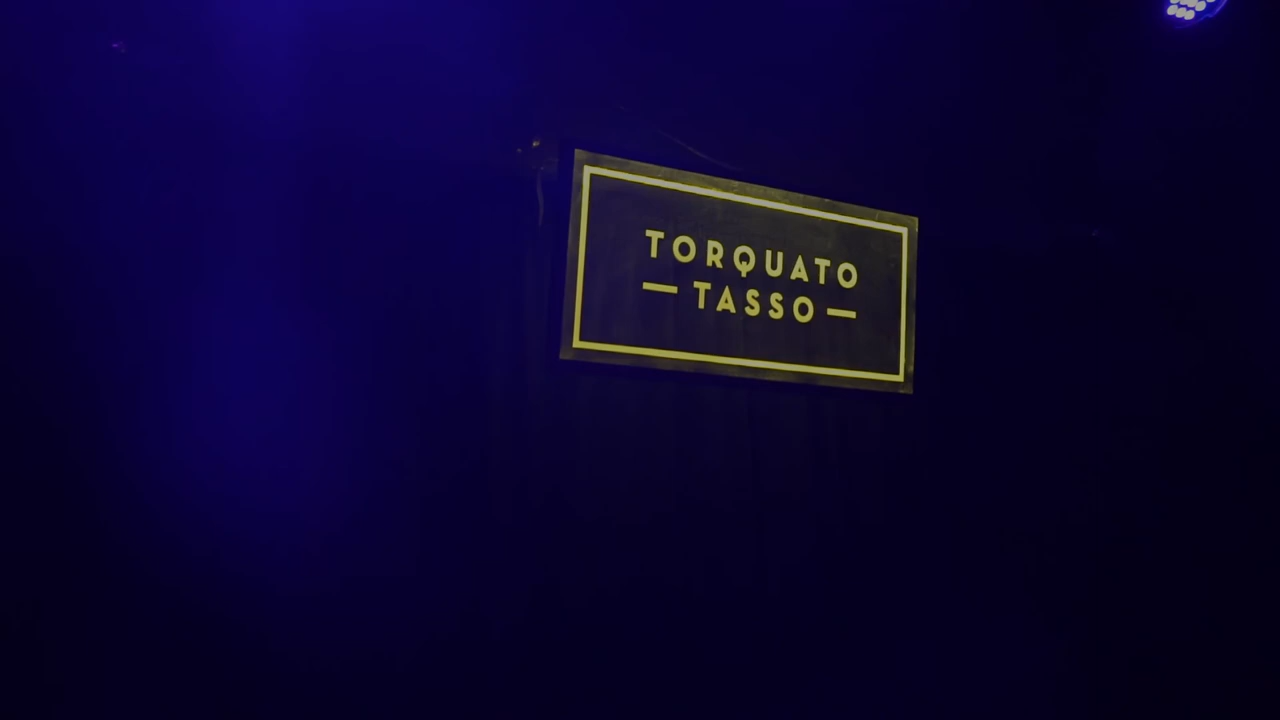 TORQUATO
— TASSO —